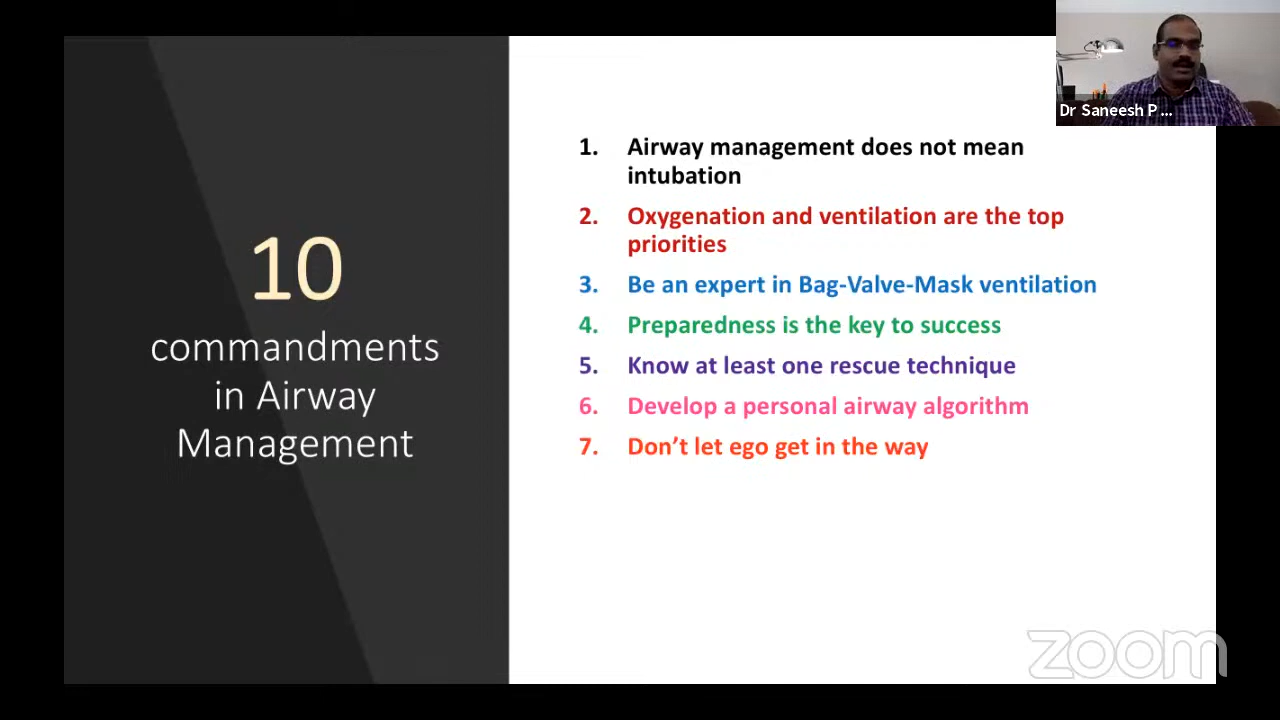 Dr Saneesh P ...
10
commandments
in Airway
Management
1. Airway management does not mean
intubation
2. Oxygenation and ventilation are the top
priorities
3. Be an expert in Bag-Valve-Mask ventilation
4. Preparedness is the key to success
5. Know at least one rescue technique
6. Develop a personal airway algorithm
7. Don’t let ego get in the way
zoom